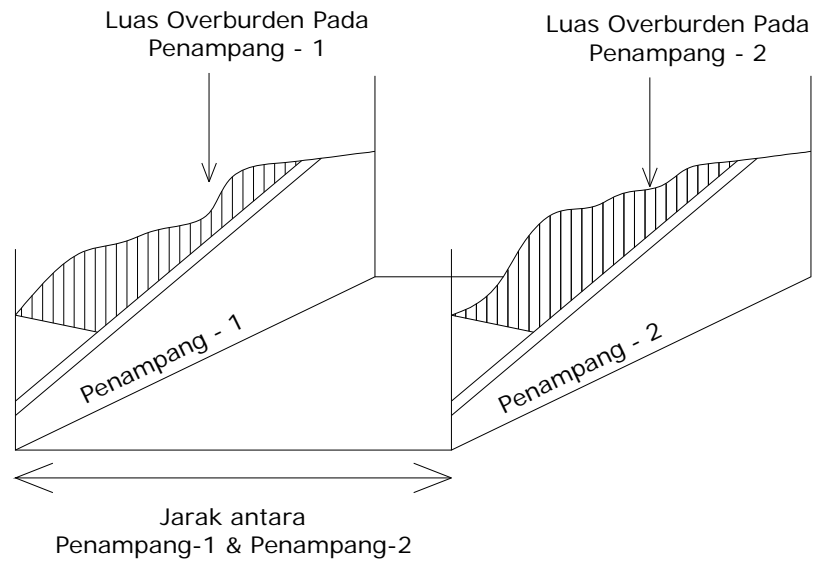 Luas Overburden Pada
Penampang - 1
Luas Overburden Pada
Penampang - 2
Penampang - 1
Penampang - 2
Jarak antara
Penampang-1 & Penampang-2